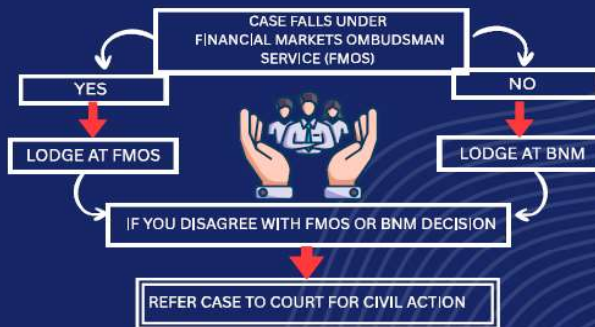 CASE FALLS UNDER
FINANCIAL MARKETS OMBUDSMAN
SERVICE (FMOS)
YES
NO
LODGE AT FMOS
LODGE AT BNM
IF YOU DISAGREE WITH FMOS OR BNM DECISION
REFER CASE TO COURT FOR CIVIL ACTION